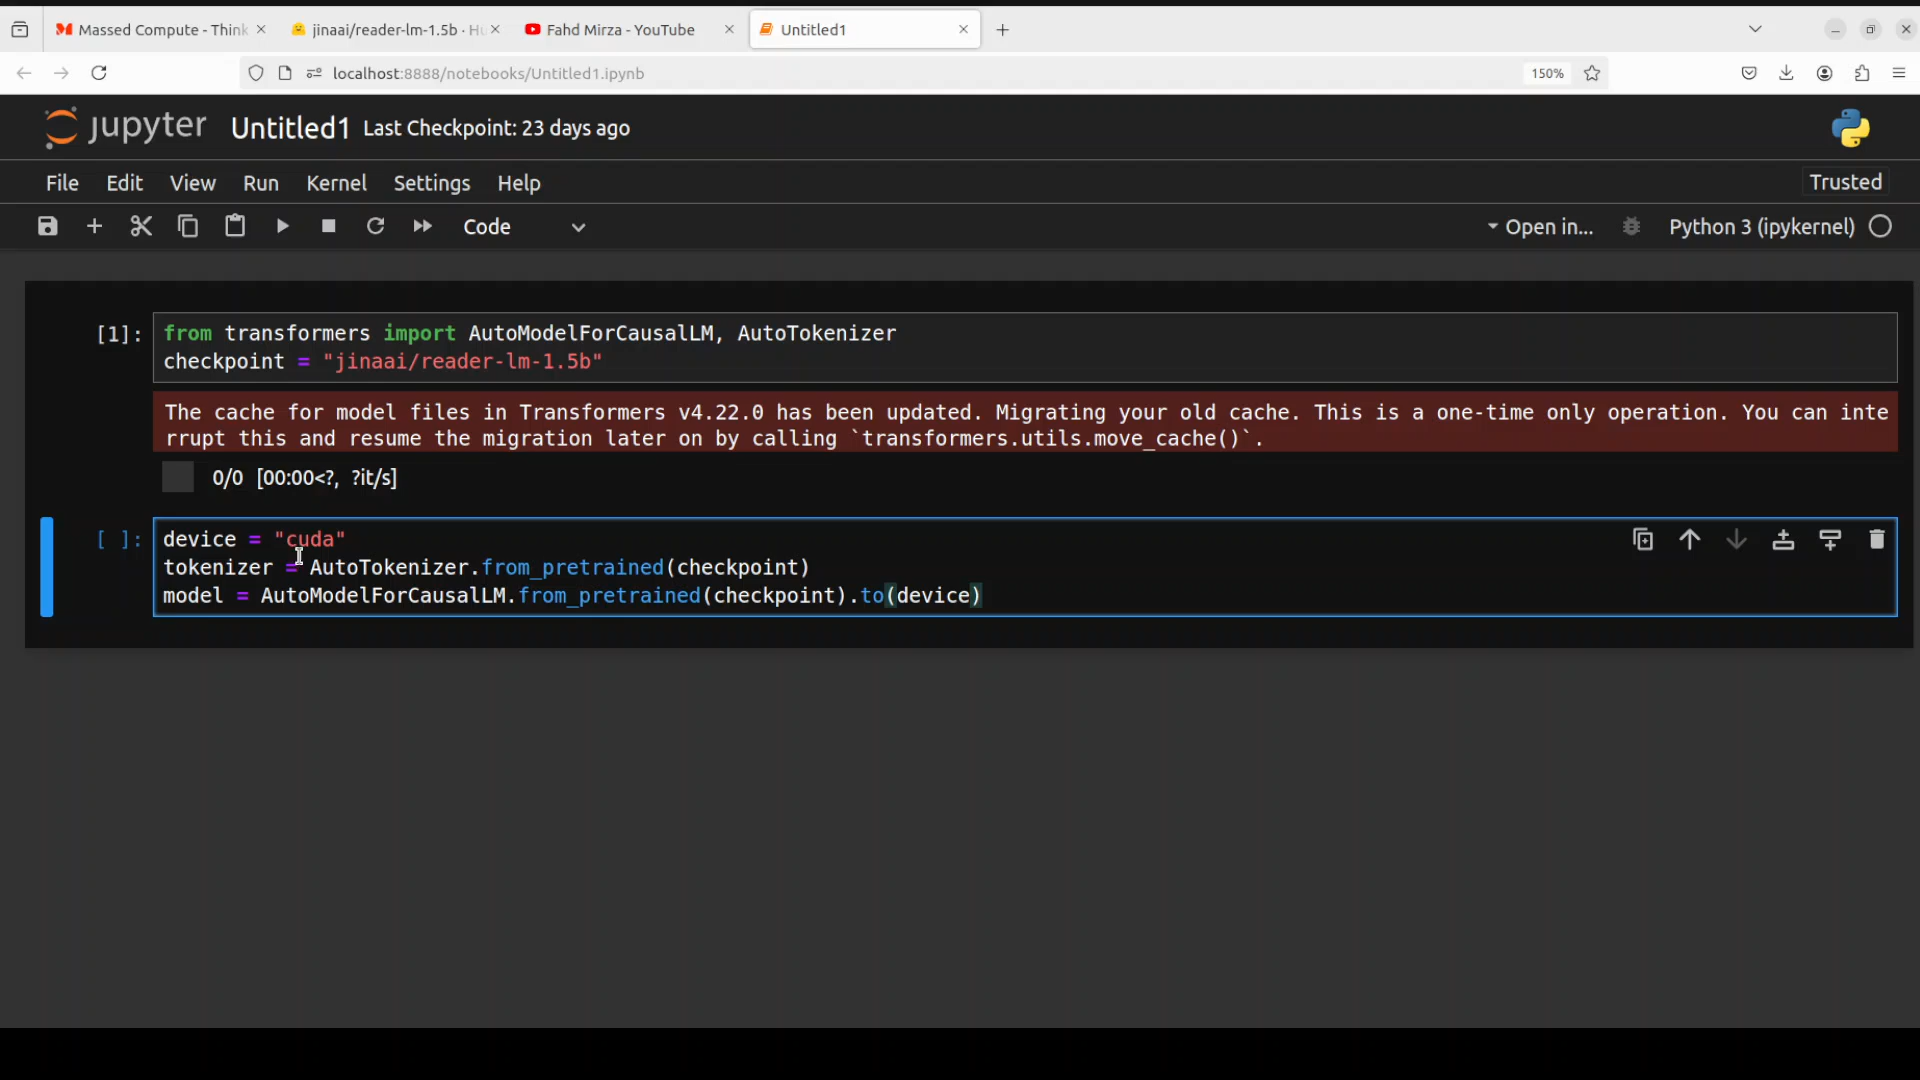 Massed Compute - Think
jinaai/reader-lm-1.5b · Hu
Fahd Mirza - YouTube
Untitled1
localhost:8888/notebooks/Untitled1.ipynb
150%
jupyter
Untitled1
Last Checkpoint: 23 days ago
File
Edit
View
Run
Kernel
Settings
Help
Trusted
Code
Open in...
Python 3 (ipykernel)
[1]:
from transformers import AutoModelForCausalLM, AutoTokenizer
checkpoint = "jinaai/reader-lm-1.5b"
The cache for model files in Transformers v4.22.0 has been updated. Migrating your old cache. This is a one-time only operation. You can inte
rrupt this and resume the migration later on by calling `transformers.utils.move_cache()`.
0/0 [00:00<?, ?it/s]
[ ]:
device = "cuda"
tokenizer = AutoTokenizer.from_pretrained(checkpoint)
model = AutoModelForCausalLM.from_pretrained(checkpoint).to(device)